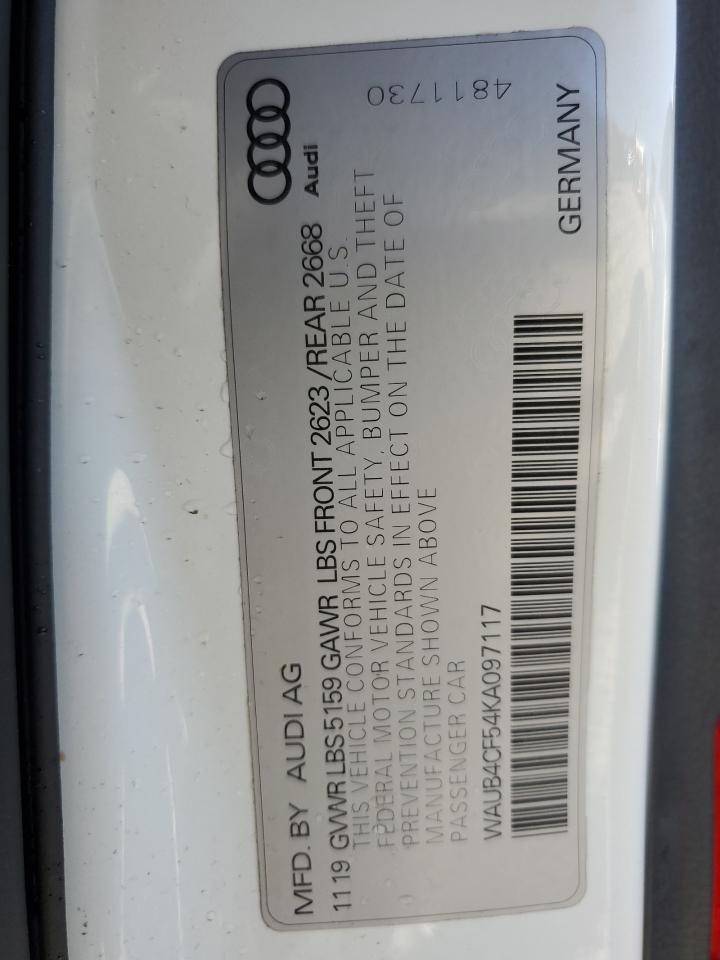 MFD. BY AUDI AG
Audi
1119 GVWR LBS 5159 GAWR LBS FRONT 2623 /REAR 2668
THIS VEHICLE CONFORMS TO ALL APPLICABLE U.S.
FEDERAL MOTOR VEHICLE SAFETY, BUMPER AND THEFT
PREVENTION STANDARDS IN EFFECT ON THE DATE OF
MANUFACTURE SHOWN ABOVE
PASSENGER CAR
4811730
WAUB4CF54KA097117
GERMANY